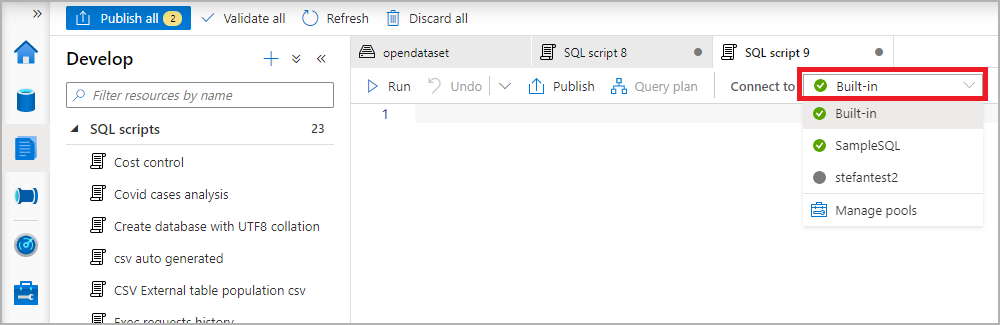 »
Publish all 2 Validate all Refresh Discard all
Develop + « 
Filter resources by name
SQL scripts 23
Cost control
Covid cases analysis
Create database with UTF8 collation
csv auto generated
CSV External table population csv
Exec requests history
opendataset SQL script 8 SQL script 9
Run Undo Publish Query plan Connect to Built-in
1
Built-in
SampleSQL
stefantest2
Manage pools